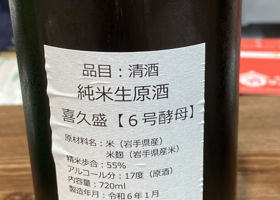 品目：清酒
純米生原酒
喜久盛【６号酵母】
原材料名：米（岩手県産）
米麹（岩手県産米）
精米歩合：55％
アルコール分：17度（原酒）
内容量：720ml
製造年月：令和６年１月